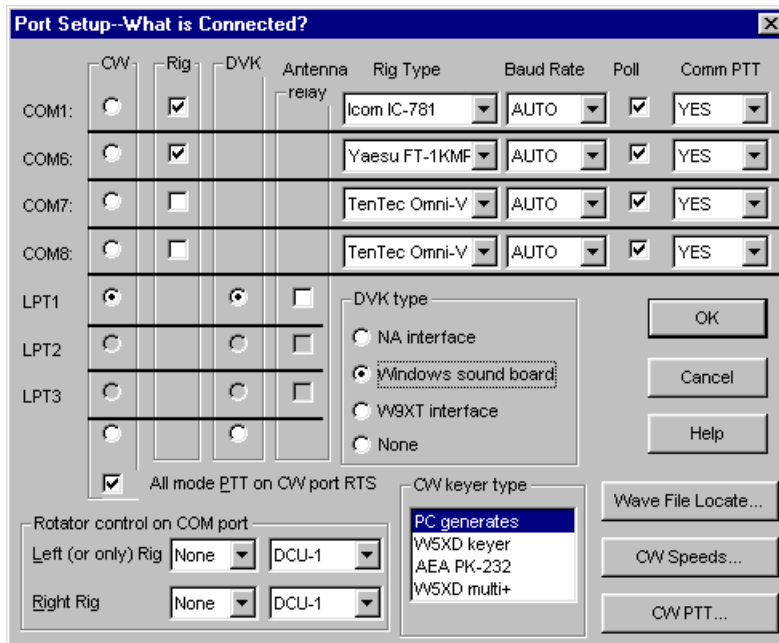 Port Setup--What is Connected?
CW Rig DVK Antenna relay Rig Type Baud Rate Poll Comm PTT
COM1: Icom IC-781 AUTO YES
COM6: Yaesu FT-1KMP AUTO YES
COM7: TenTec Omni-V AUTO YES
COM8: TenTec Omni-V AUTO YES
LPT1
LPT2
LPT3
DVK type
NA interface
Windows sound board
W9XT interface
None
OK
Cancel
Help
All mode PTT on CW port RTS
Rotator control on COM port
Left (or only) Rig None DCU-1
Right Rig None DCU-1
CW keyer type
PC generates
W5XD keyer
AEA PK-232
W5XD multi+
Wave File Locate...
CW Speeds...
CW PTT...